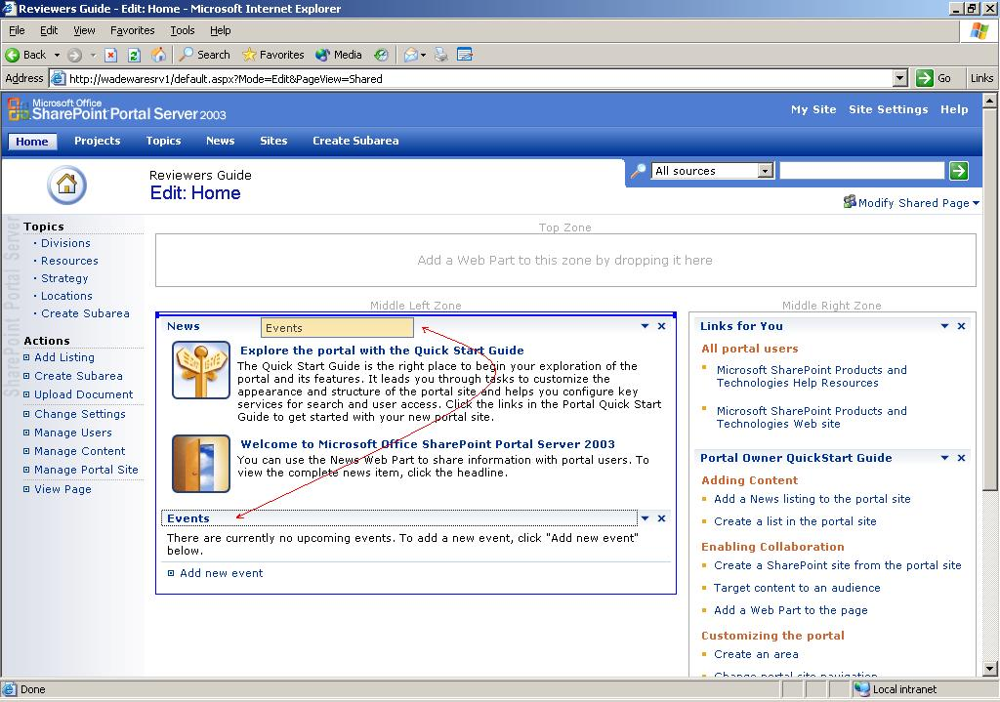 Reviewers Guide - Edit: Home - Microsoft Internet Explorer
File Edit View Favorites Tools Help
Back Search Favorites Media
Address http://wadewaresrv1/default.aspx?Mode=Edit&PageView=Shared Go Links
Microsoft Office
SharePoint Portal Server 2003
My Site Site Settings Help
Home Projects Topics News Sites Create Subarea
Reviewers Guide
Edit: Home
All sources
Modify Shared Page
SharePoint Portal Server
Topics
Divisions
Resources
Strategy
Locations
Create Subarea
Actions
Add Listing
Create Subarea
Upload Document
Change Settings
Manage Users
Manage Content
Manage Portal Site
View Page
Top Zone
Add a Web Part to this zone by dropping it here
Middle Left Zone
News
Events
Explore the portal with the Quick Start Guide
The Quick Start Guide is the right place to begin your exploration of the
portal and its features. It leads you through tasks to customize the
appearance and structure of the portal site and helps you configure key
services for search and user access. Click the links in the Portal Quick Start
Guide to get started with your new portal site.
Welcome to Microsoft Office SharePoint Portal Server 2003
You can use the News Web Part to share information with portal users. To
view the complete news item, click the headline.
Events
There are currently no upcoming events. To add a new event, click "Add new event"
below.
Add new event
Middle Right Zone
Links for You
All portal users
Microsoft SharePoint Products and
Technologies Help Resources
Microsoft SharePoint Products and
Technologies Web site
Portal Owner QuickStart Guide
Adding Content
Add a News listing to the portal site
Create a list in the portal site
Enabling Collaboration
Create a SharePoint site from the portal site
Target content to an audience
Add a Web Part to the page
Customizing the portal
Create an area
Change portal site navigation
Done
Local intranet